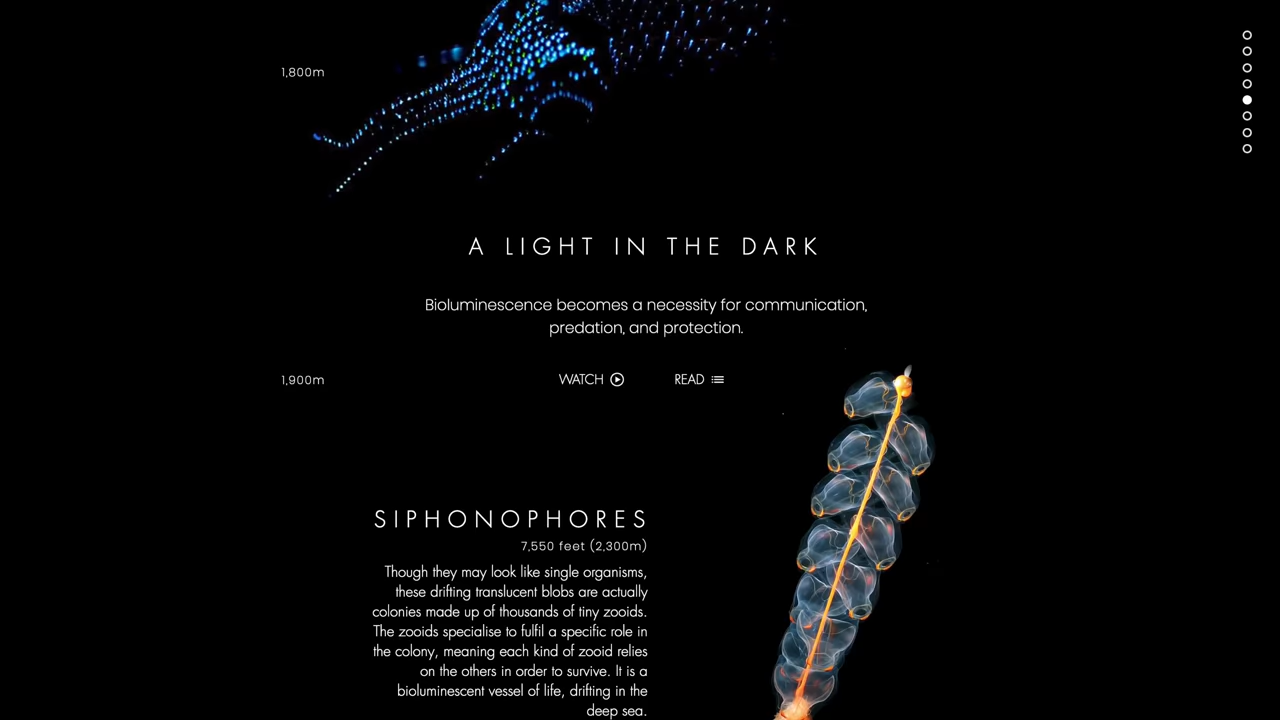 1,800m
A LIGHT IN THE DARK
Bioluminescence becomes a necessity for communication,
predation, and protection.
1,900m
WATCH
READ
SIPHONOPHORES
7,550 feet (2,300m)
Though they may look like single organisms,
these drifting translucent blobs are actually
colonies made up of thousands of tiny zooids.
The zooids specialise to fulfil a specific role in
the colony, meaning each kind of zooid relies
on the others in order to survive. It is a
bioluminescent vessel of life, drifting in the
deep sea.